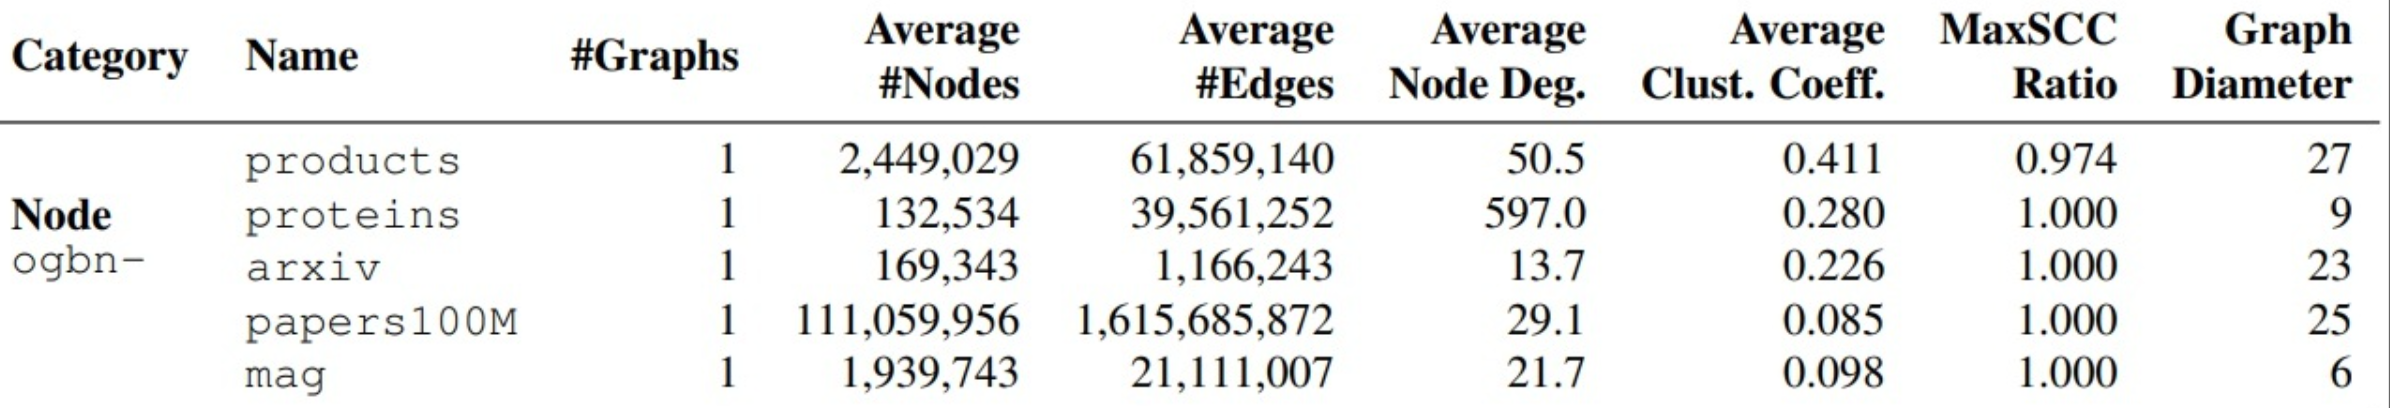 Category Name #Graphs Average #Nodes Average #Edges Average Node Deg. Average Clust. Coeff. MaxSCC Ratio Graph Diameter
products 1 2,449,029 61,859,140 50.5 0.411 0.974 27
Node proteins 1 132,534 39,561,252 597.0 0.280 1.000 9
ogbn- arxiv 1 169,343 1,166,243 13.7 0.226 1.000 23
papers100M 1 111,059,956 1,615,685,872 29.1 0.085 1.000 25
mag 1 1,939,743 21,111,007 21.7 0.098 1.000 6